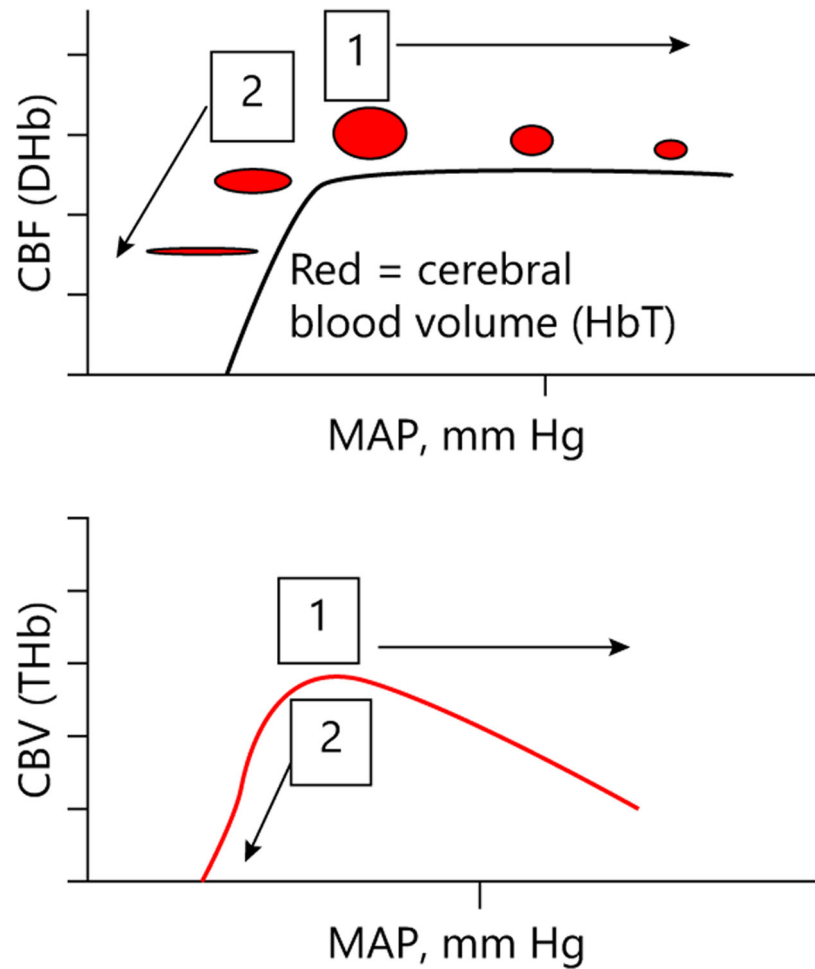 1
2
CBF (DHb)
Red = cerebral
blood volume (HbT)
MAP, mm Hg
1
2
CBV (THb)
MAP, mm Hg